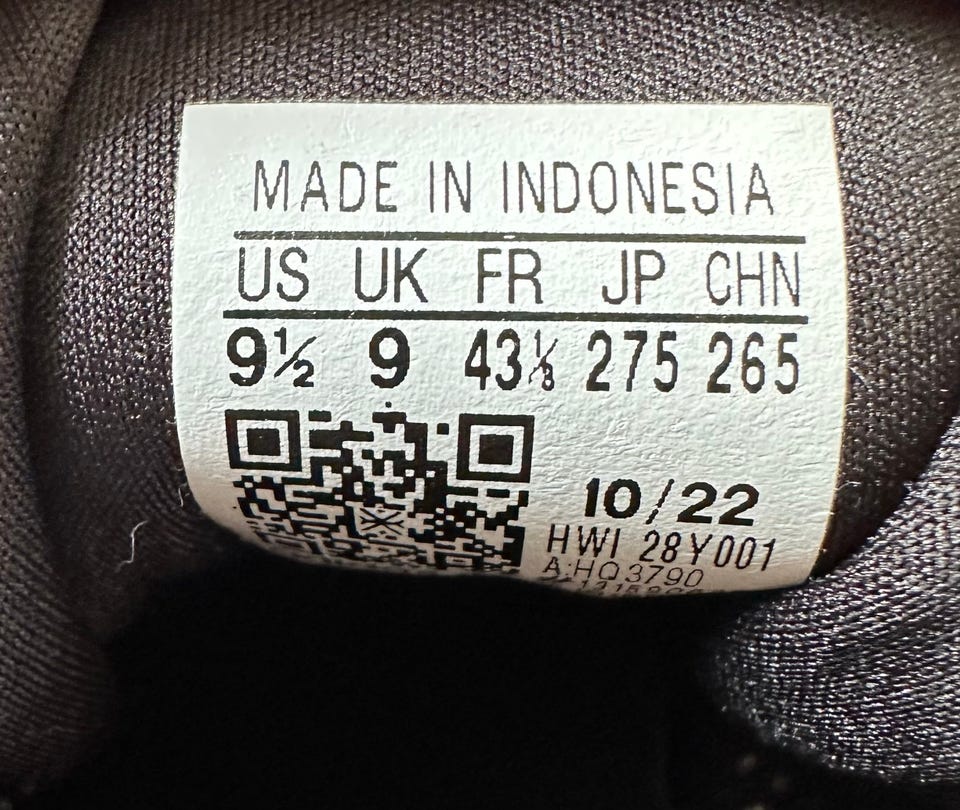 MADE IN INDONESIA
US UK FR JP CHN
9½ 9 43⅓ 275 265
10/22
HWI 28Y001
A:HQ3790